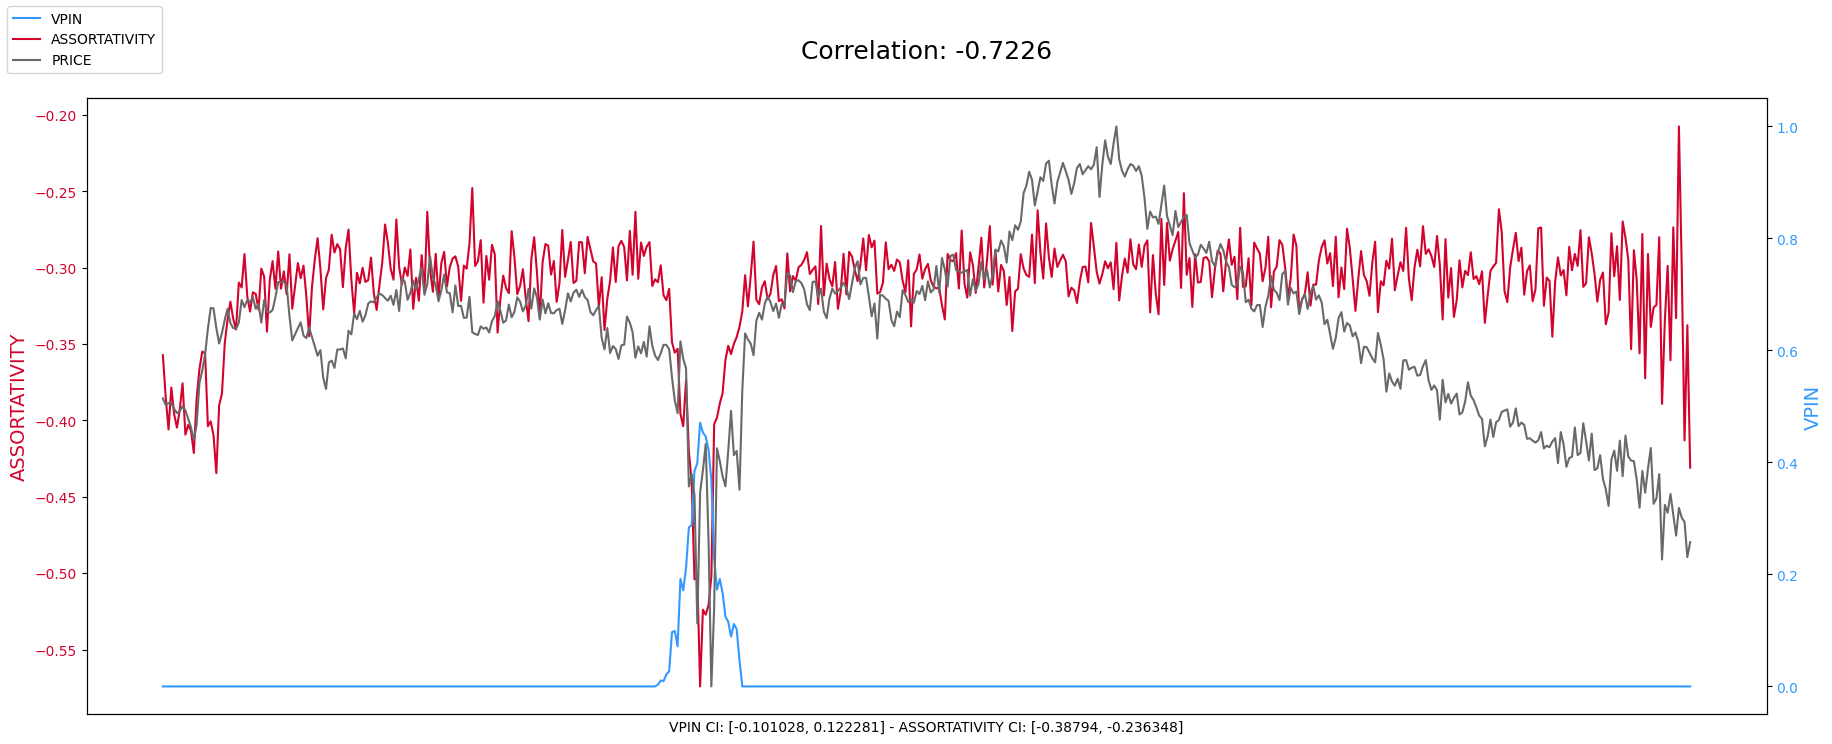 VPIN
ASSORTATIVITY
PRICE
Correlation: -0.7226
−0.20
−0.25
−0.30
−0.35
−0.40
−0.45
−0.50
−0.55
ASSORTATIVITY
1.0
0.8
0.6
0.4
0.2
0.0
VPIN
VPIN CI: [-0.101028, 0.122281] - ASSORTATIVITY CI: [-0.38794, -0.236348]